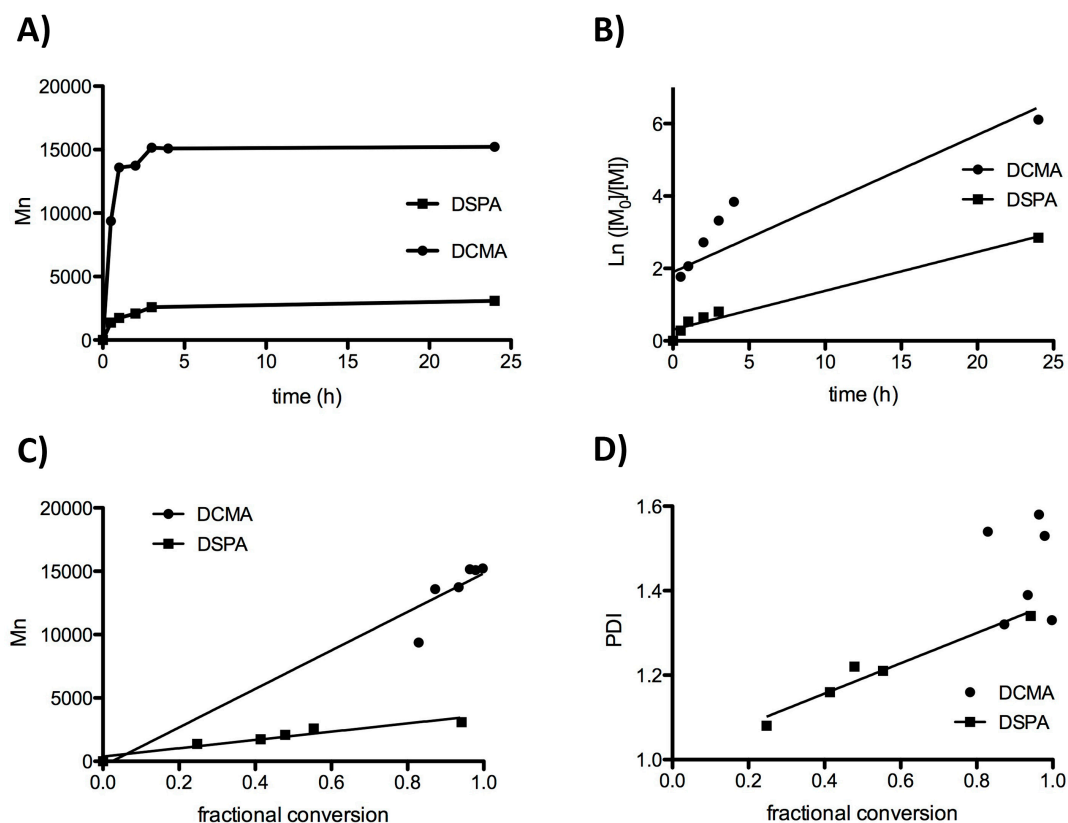 A)
20000
15000
10000
5000
0
Mn
0 5 10 15 20 25
time (h)
DSPA
DCMA
B)
6
4
2
0
Ln ([M0]/[M])
0 5 10 15 20 25
time (h)
DCMA
DSPA
C)
20000
15000
10000
5000
0
Mn
0.0 0.2 0.4 0.6 0.8 1.0
fractional conversion
DCMA
DSPA
D)
1.6
1.4
1.2
1.0
PDI
0.0 0.2 0.4 0.6 0.8 1.0
fractional conversion
DCMA
DSPA